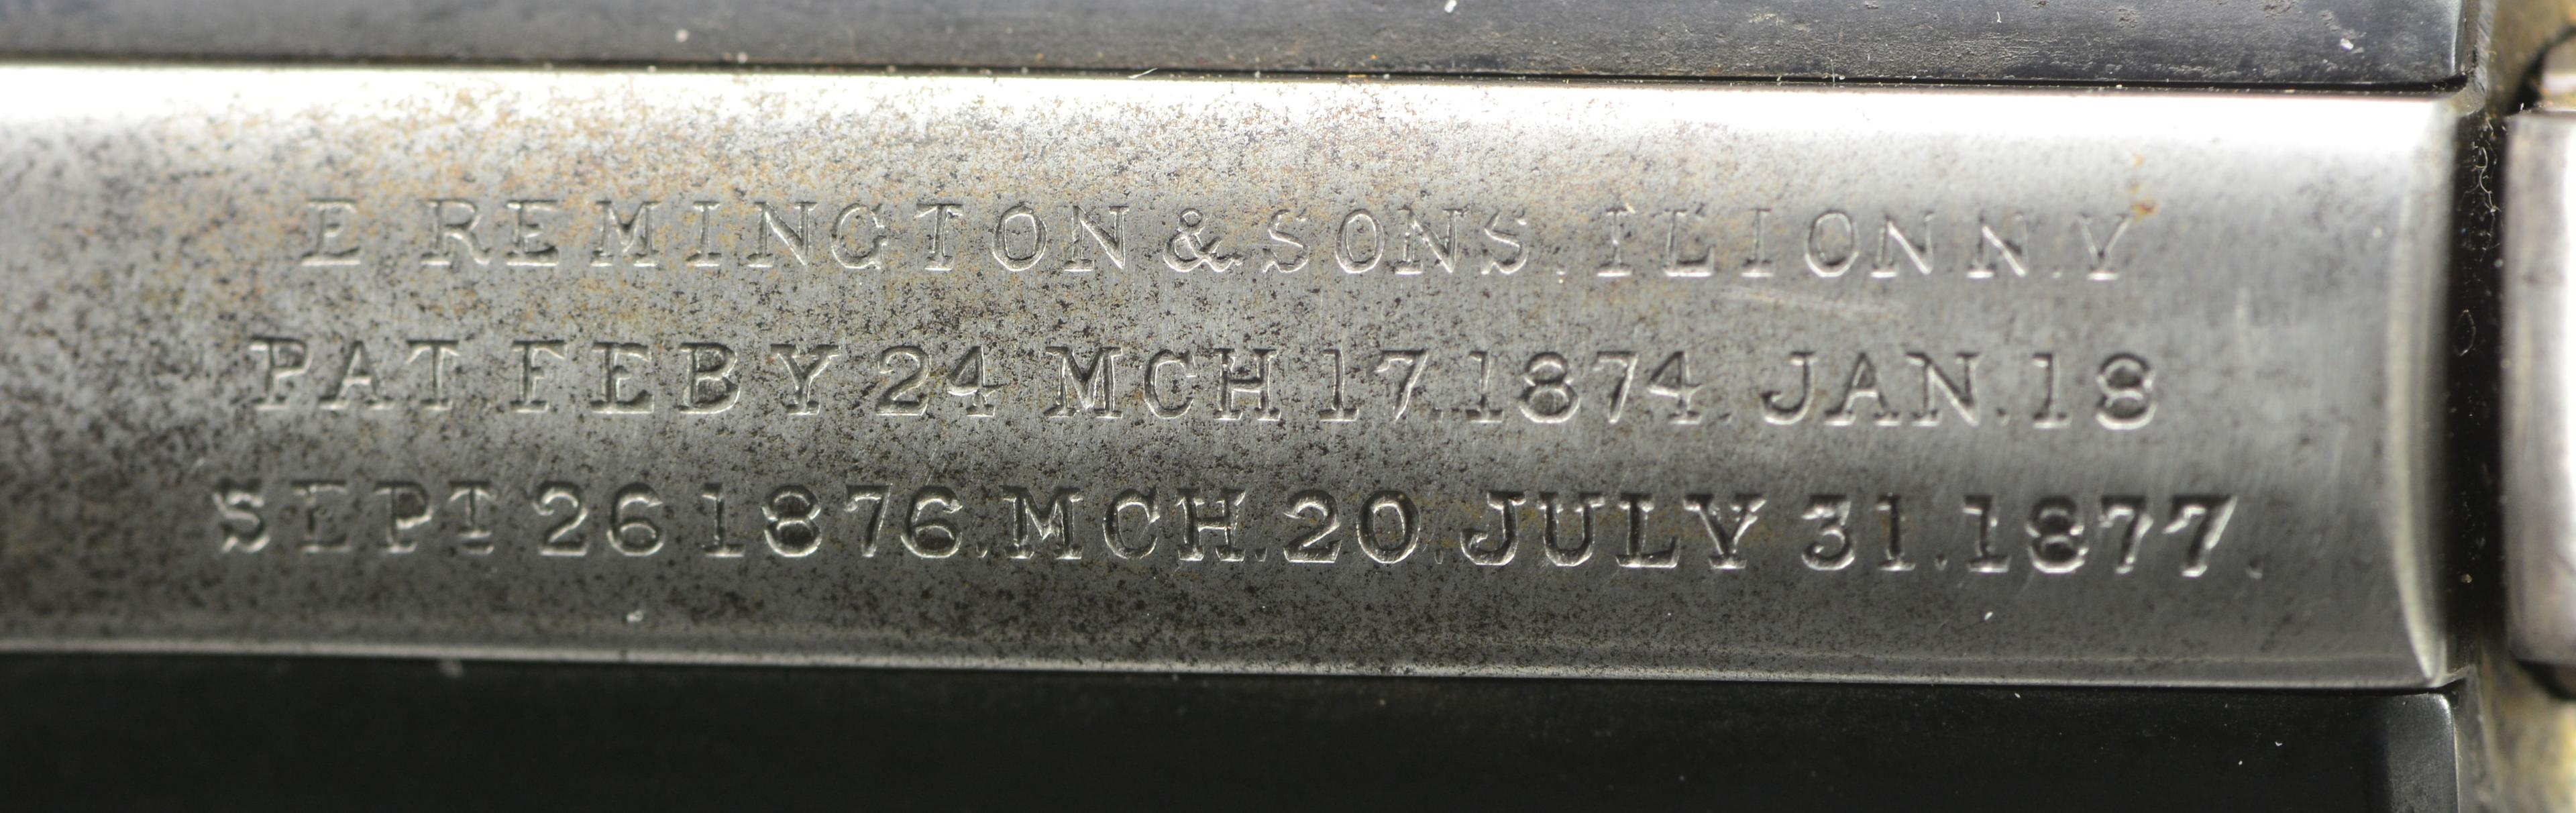 E REMINGTON & SONS. ILION N.Y
PAT FEBY 24 MCH 17.1874. JAN.18
SEPT 26 1876.MCH.20.JULY 31.1877.